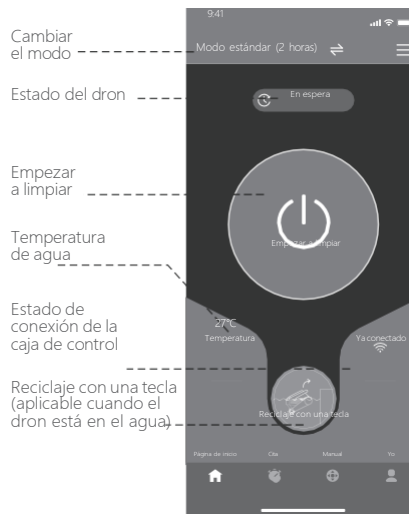 Cambiar
el modo
Estado del dron
Empezar
a limpiar
Temperatura
de agua
Estado de
conexión de la
caja de control
Reciclaje con una tecla
(aplicable cuando el
dron está en el agua)
9:41
Modo estándar (2 horas)
En espera
Empezar a limpiar
27°C
Temperatura
Ya conectado
Reciclaje con una tecla
Página de inicio
Cita
Manual
Yo